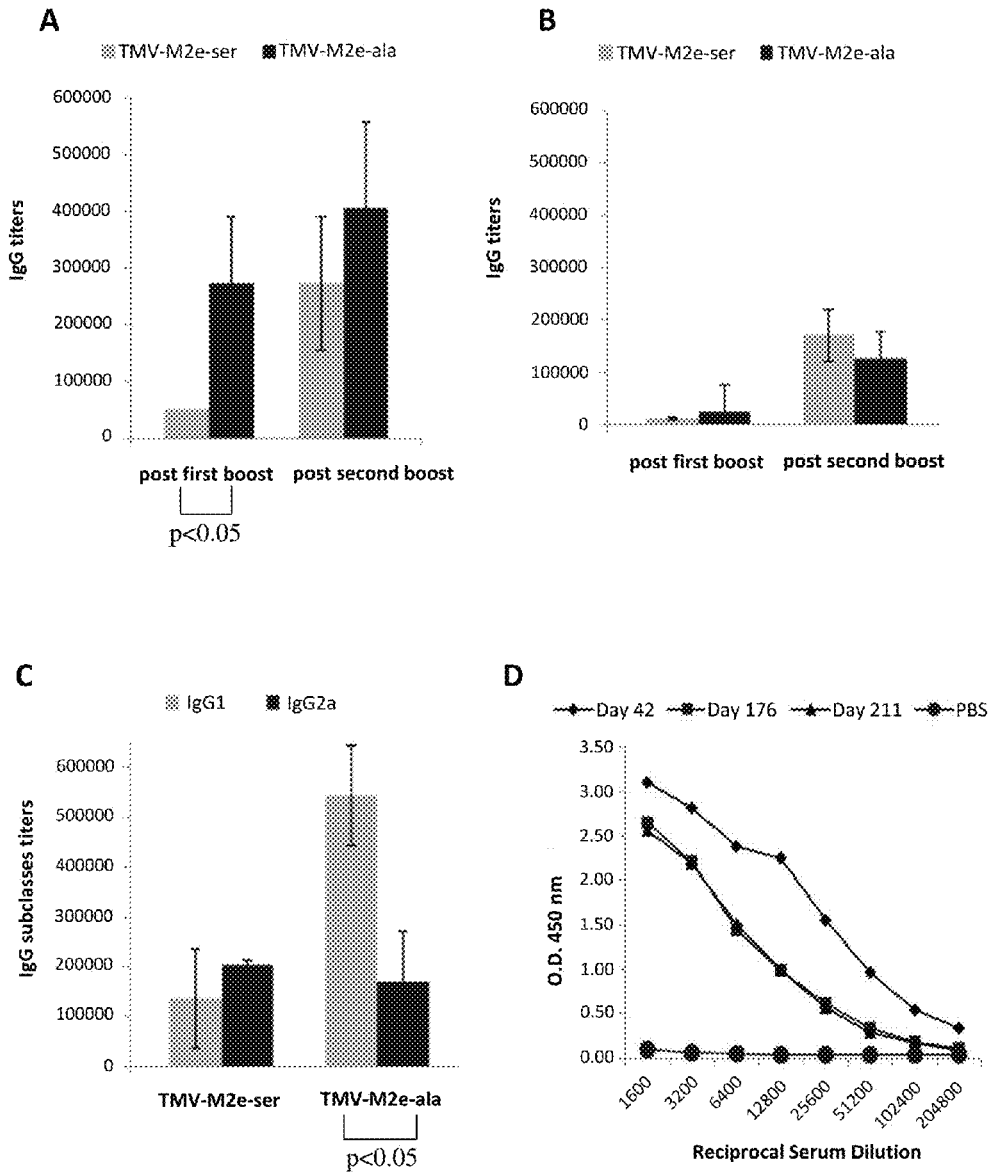 A
TMV-M2e-ser TMV-M2e-ala
600000
500000
400000
300000
200000
100000
0
IgG titers
post first boost post second boost
p<0.05
B
TMV-M2e-ser TMV-M2e-ala
600000
500000
400000
300000
200000
100000
0
IgG titers
post first boost post second boost
C
IgG1 IgG2a
600000
500000
400000
300000
200000
100000
0
IgG subclasses titers
TMV-M2e-ser TMV-M2e-ala
p<0.05
D
Day 42 Day 176 Day 211 PBS
3.50
3.00
2.50
2.00
1.50
1.00
0.50
0.00
O.D. 450 nm
1600 3200 6400 12800 25600 51200 102400 204800
Reciprocal Serum Dilution